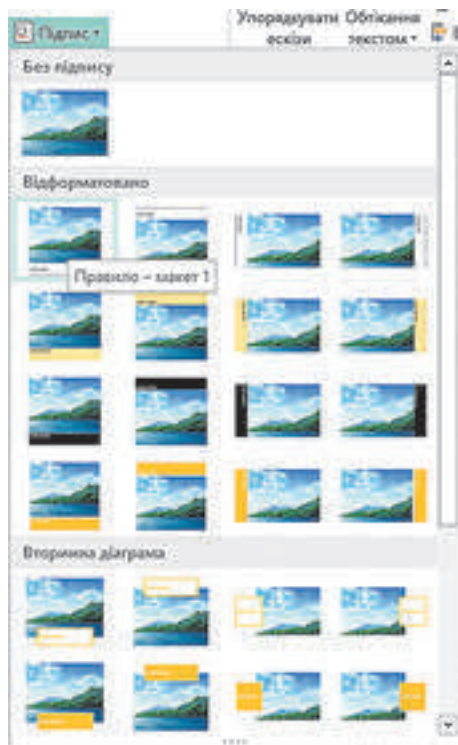 Підпис
Упорядкувати Обтікання
ескізи текстом
Без підпису
Відформатовано
Правило – макет 1
Вторинна діаграма